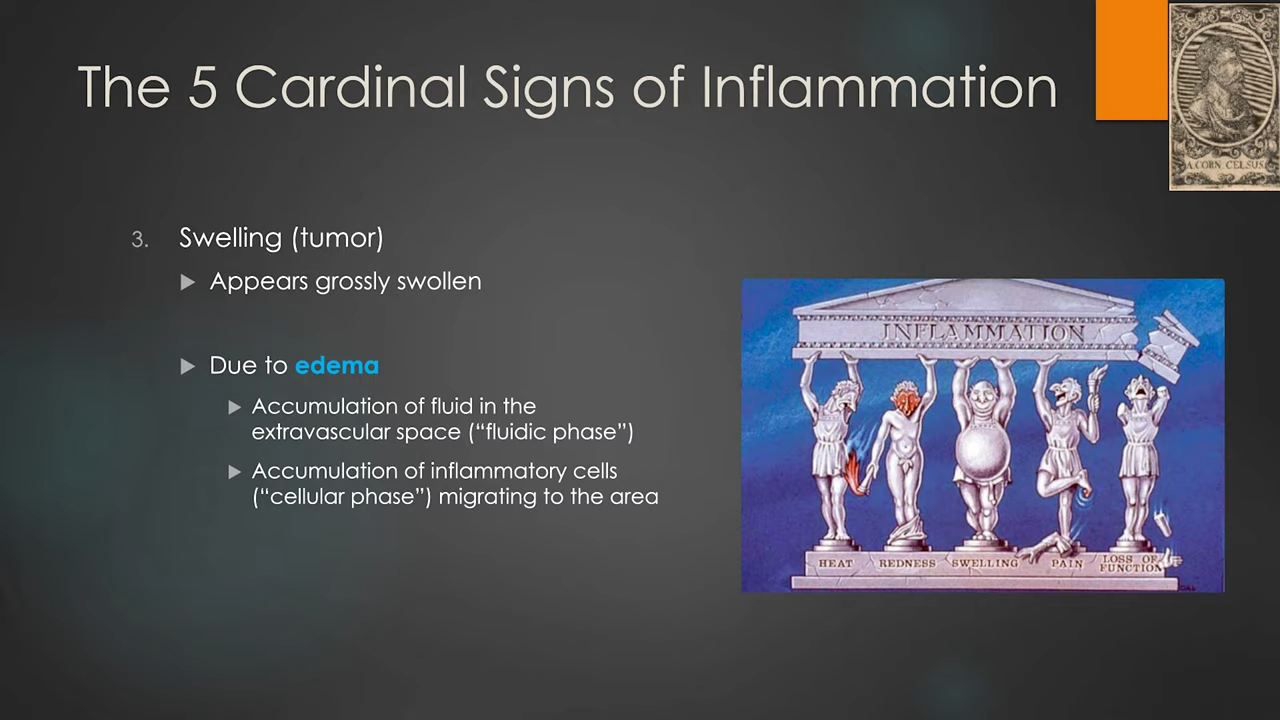 The 5 Cardinal Signs of Inflammation
A CORN CELSUS
3. Swelling (tumor)
Appears grossly swollen
Due to edema
Accumulation of fluid in the
extravascular space (“fluidic phase”)
Accumulation of inflammatory cells
(“cellular phase”) migrating to the area
INFLAMMATION
HEAT REDNESS SWELLING PAIN LOSS OF
FUNCTION